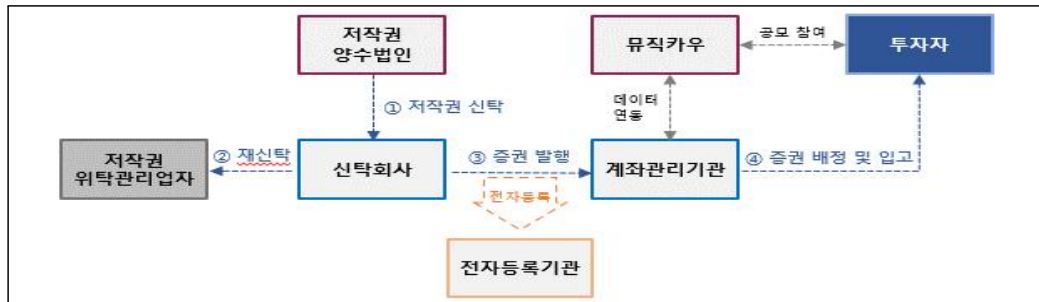 저작권
양수법인
뮤직카우
공모 참여
투자자
① 저작권 신탁
데이터
연동
저작권
위탁관리업자
② 재신탁
신탁회사
③ 증권 발행
계좌관리기관
④ 증권 배정 및 입고
전자등록
전자등록기관